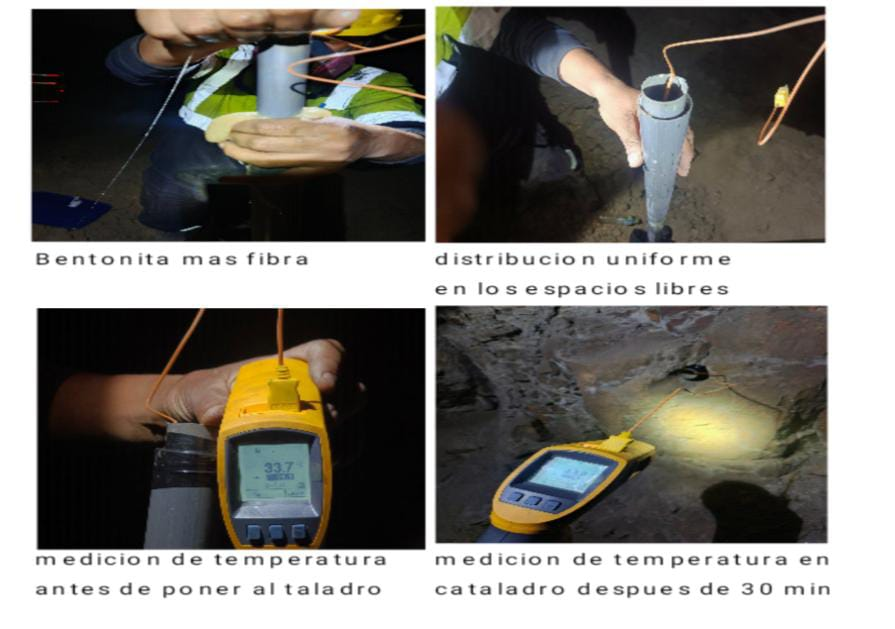 Bentonita mas fibra
distribucion uniforme
en los espacios libres
33.7
medicion de temperatura
antes de poner al taladro
medicion de temperatura en
cataladro despues de 30 min